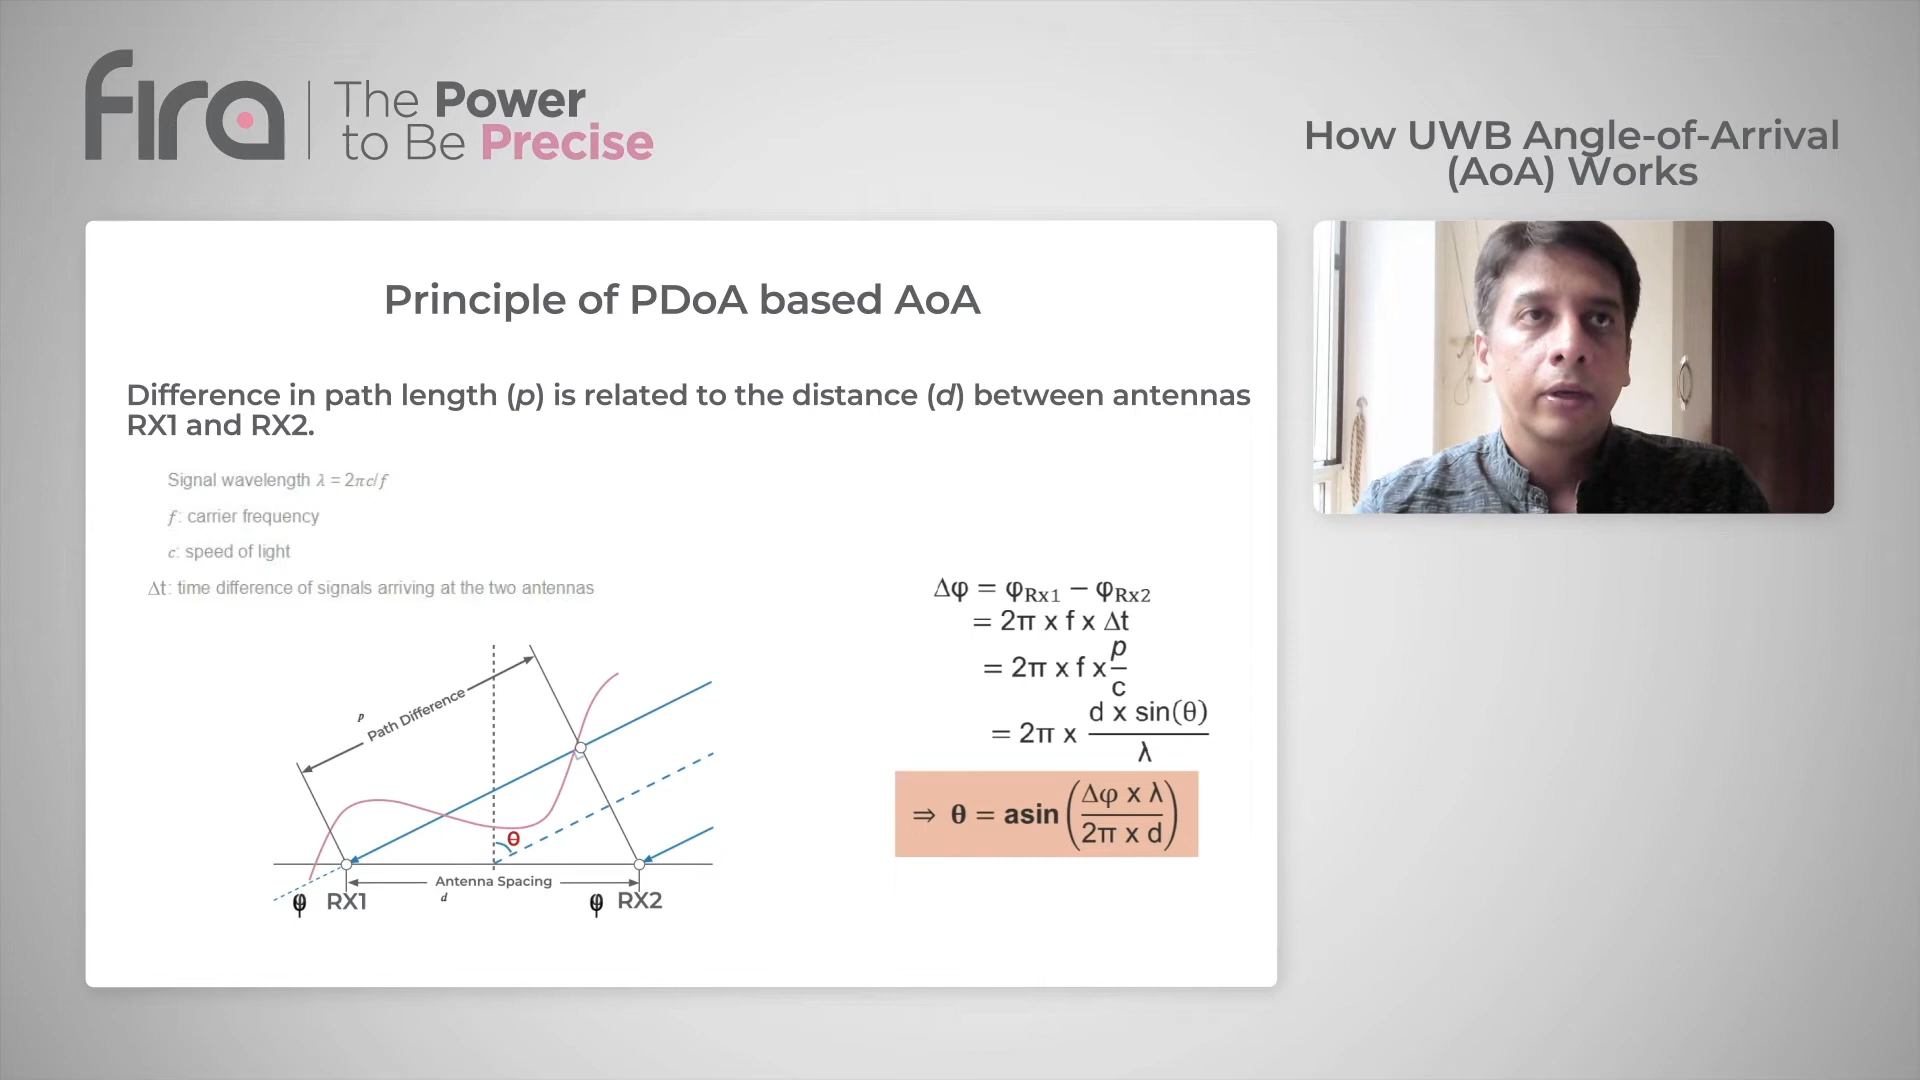 fira
The Power
to Be Precise
How UWB Angle-of-Arrival
(AoA) Works
Principle of PDoA based AoA
Difference in path length (p) is related to the distance (d) between antennas
RX1 and RX2.
Signal wavelength λ = 2πc/f
f: carrier frequency
c: speed of light
Δt: time difference of signals arriving at the two antennas
Δφ = φRx1 − φRx2
= 2π x f x Δt
= 2π x f x p/c
= 2π x d x sin(θ)/λ
⇒ θ = asin(Δφ x λ/2π x d)
p
Path Difference
θ
Antenna Spacing
d
φ RX1
φ RX2